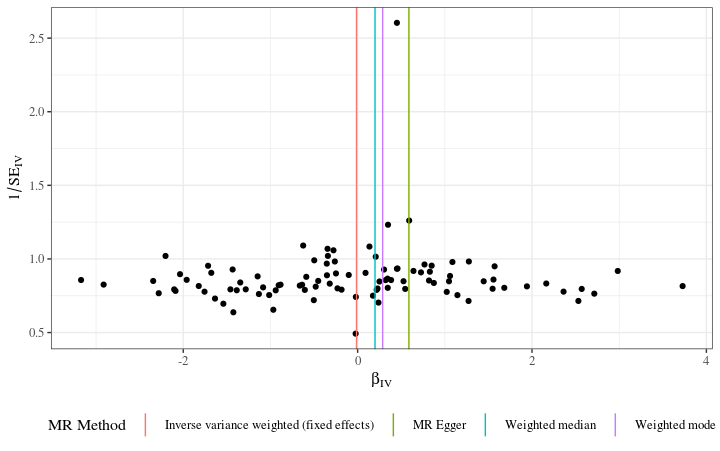 2.5
2.0
1.5
1.0
0.5
1/SE_IV
-2
0
2
4
β_IV
MR Method
Inverse variance weighted (fixed effects)
MR Egger
Weighted median
Weighted mode